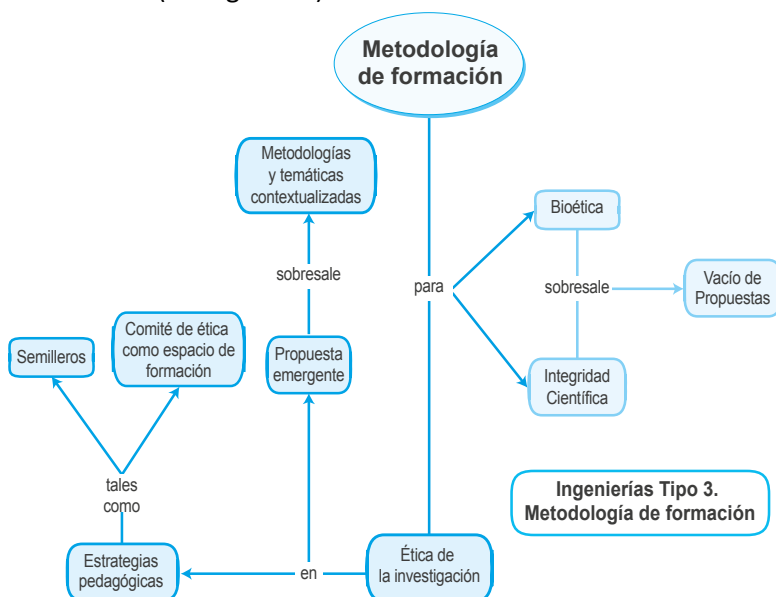 Metodología
de formación
Metodologías
y temáticas
contextualizadas
Bioética
sobresale
para
sobresale
Vacío de
Propuestas
Comité de ética
como espacio de
formación
Semilleros
Propuesta
emergente
Integridad
Científica
tales
como
Ingenierías Tipo 3.
Metodología de formación
Estrategias
pedagógicas
en
Ética de
la investigación